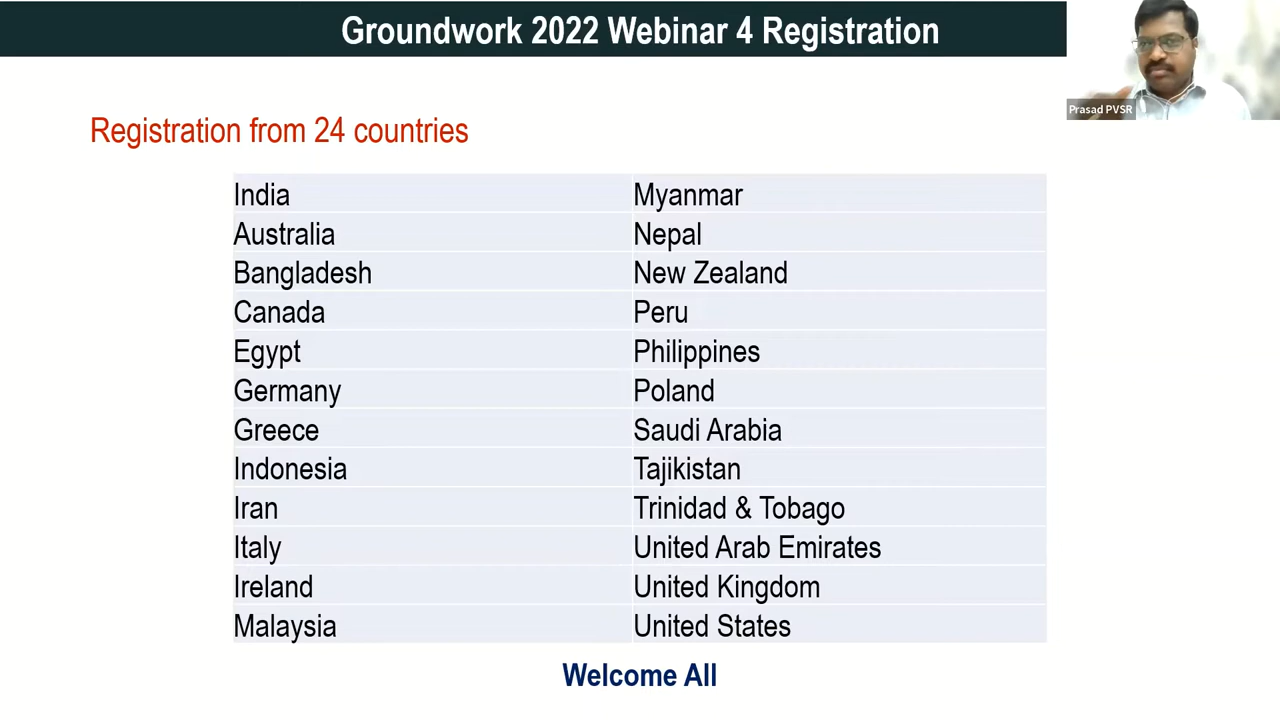 Groundwork 2022 Webinar 4 Registration
Prasad PVSR
Registration from 24 countries
India Myanmar
Australia Nepal
Bangladesh New Zealand
Canada Peru
Egypt Philippines
Germany Poland
Greece Saudi Arabia
Indonesia Tajikistan
Iran Trinidad & Tobago
Italy United Arab Emirates
Ireland United Kingdom
Malaysia United States
Welcome All